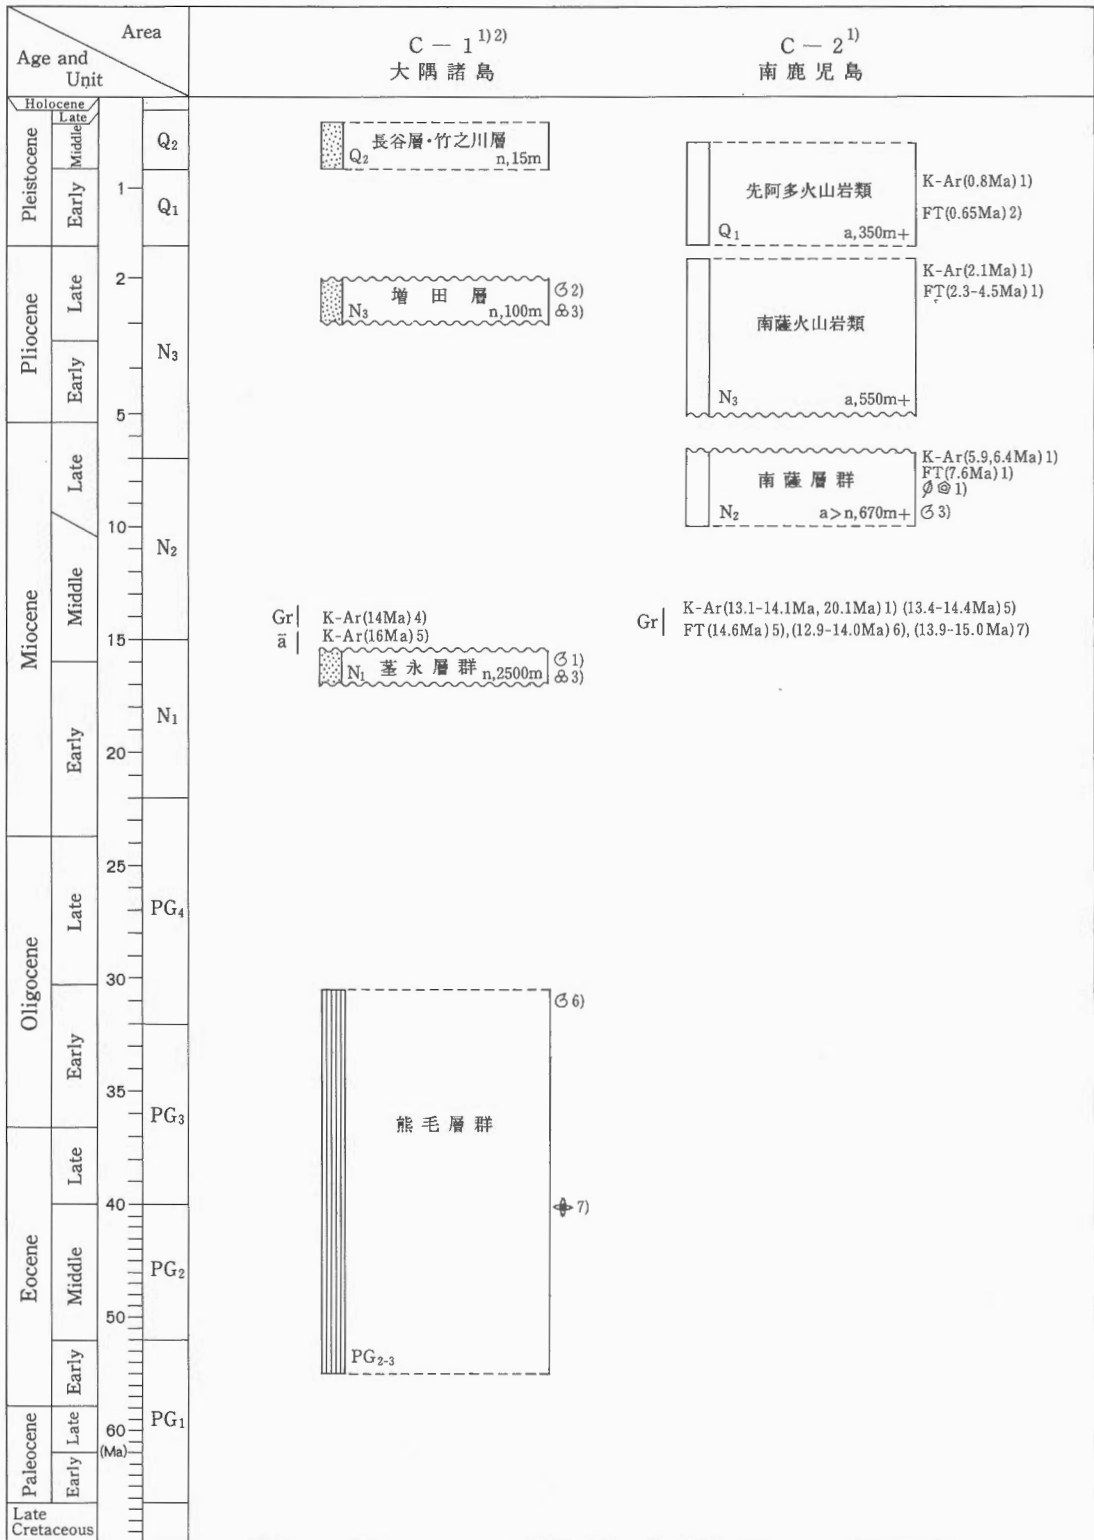 Area
Age and
Unit
C — 1 1) 2)
大隅諸島
C — 2 1)
南鹿児島
Holocene
Late
Pleistocene
Middle
Early
Q2
Q1
1
長谷層・竹之川層
Q2 n, 15m
先阿多火山岩類
Q1 a, 350m+
K-Ar(0.8Ma) 1)
FT(0.65Ma) 2)
Pliocene
Late
Early
2
5
N3
増田層
N3 n, 100m
2)
3)
南薩火山岩類
N3 a, 550m+
K-Ar(2.1Ma) 1)
FT(2.3-4.5Ma) 1)
Miocene
Late
Middle
Early
10
15
20
N2
N1
南薩層群
N2 a>n, 670m+
K-Ar(5.9, 6.4Ma) 1)
FT(7.6Ma) 1)
1)
3)
Gr K-Ar(14Ma) 4)
ā K-Ar(16Ma) 5)
N1 茎永層群 n, 2500m
1)
3)
Gr
K-Ar(13.1-14.1Ma, 20.1Ma) 1) (13.4-14.4Ma) 5)
FT(14.6Ma) 5), (12.9-14.0Ma) 6), (13.9-15.0Ma) 7)
Oligocene
Late
Early
25
30
35
PG4
PG3
熊毛層群
PG2-3
6)
7)
Eocene
Late
Middle
Early
40
50
PG2
Paleocene
Late
Early
60
(Ma)
PG1
Late
Cretaceous